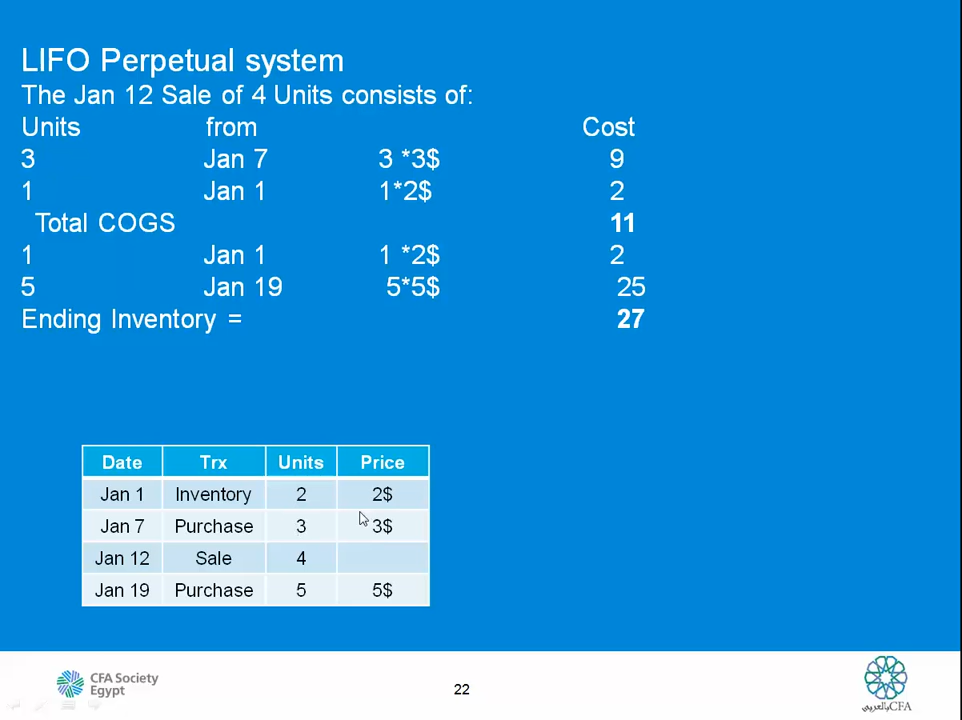 LIFO Perpetual system
The Jan 12 Sale of 4 Units consists of:
Units from Cost
3 Jan 7 3 *3$ 9
1 Jan 1 1*2$ 2
Total COGS 11
1 Jan 1 1 *2$ 2
5 Jan 19 5*5$ 25
Ending Inventory = 27
Date Trx Units Price
Jan 1 Inventory 2 2$
Jan 7 Purchase 3 3$
Jan 12 Sale 4
Jan 19 Purchase 5 5$
CFA Society
Egypt
22
CFA بالعربي